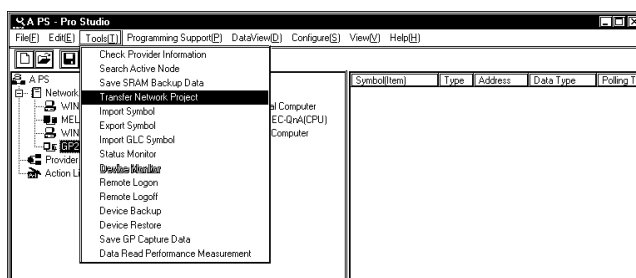 A PS - Pro Studio
File(F) Edit(E) Tools(T) Programming Support(P) DataView(D) Configure(S) View(V) Help(H)
Check Provider Information
Search Active Node
Save SRAM Backup Data
Transfer Network Project
Import Symbol
Export Symbol
Import GLC Symbol
Status Monitor
Device Monitor
Remote Logon
Remote Logoff
Device Backup
Device Restore
Save GP Capture Data
Data Read Performance Measurement
A PS
Network
WIN al Computer
MEL EC-QnA(CPU)
WIN Computer
GP2
Provider
Action Li
Symbol(Item) Type Address Data Type Polling T